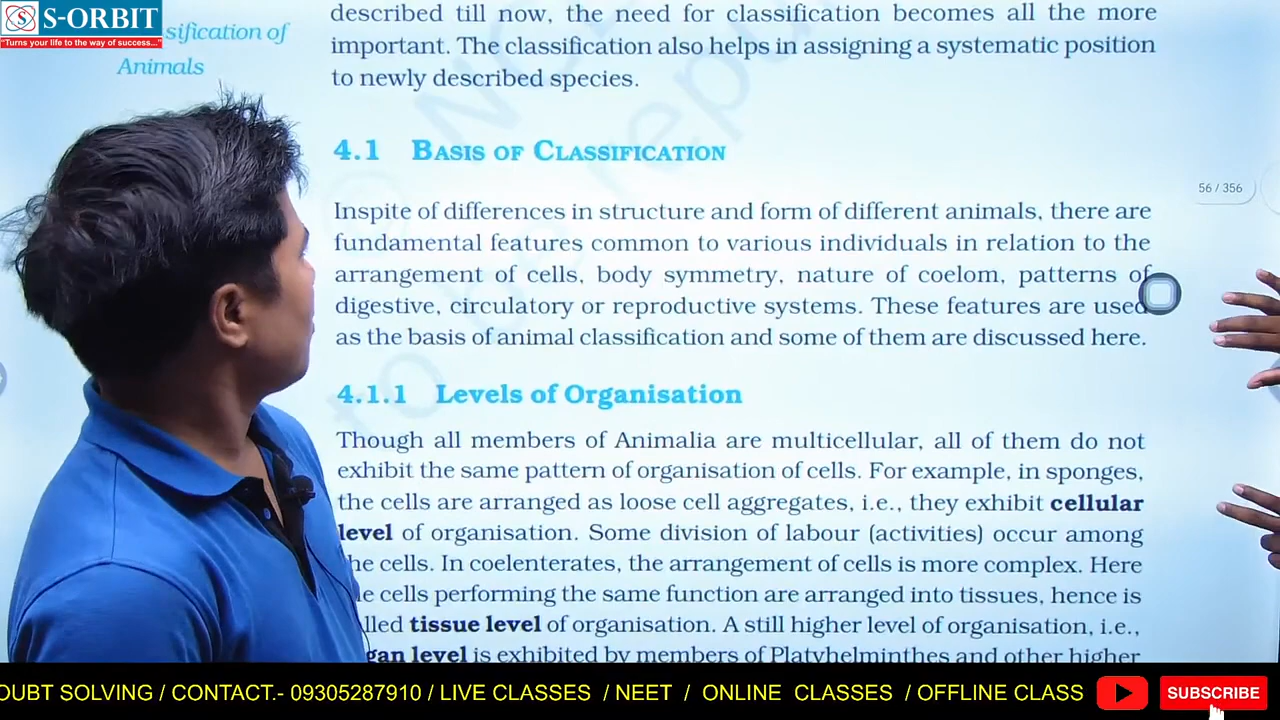 S-ORBIT
"Turns your life to the way of success..."
sification of
Animals
described till now, the need for classification becomes all the more
important. The classification also helps in assigning a systematic position
to newly described species.
4.1 BASIS OF CLASSIFICATION
56 / 356
Inspite of differences in structure and form of different animals, there are
fundamental features common to various individuals in relation to the
arrangement of cells, body symmetry, nature of coelom, patterns of
digestive, circulatory or reproductive systems. These features are used
as the basis of animal classification and some of them are discussed here.
4.1.1 Levels of Organisation
Though all members of Animalia are multicellular, all of them do not
exhibit the same pattern of organisation of cells. For example, in sponges,
the cells are arranged as loose cell aggregates, i.e., they exhibit cellular
level of organisation. Some division of labour (activities) occur among
he cells. In coelenterates, the arrangement of cells is more complex. Here
e cells performing the same function are arranged into tissues, hence is
lled tissue level of organisation. A still higher level of organisation, i.e.,
gan level is exhibited by members of Platyhelminthes and other higher
OUBT SOLVING / CONTACT.- 09305287910 / LIVE CLASSES / NEET / ONLINE CLASSES / OFFLINE CLASS
SUBSCRIBE